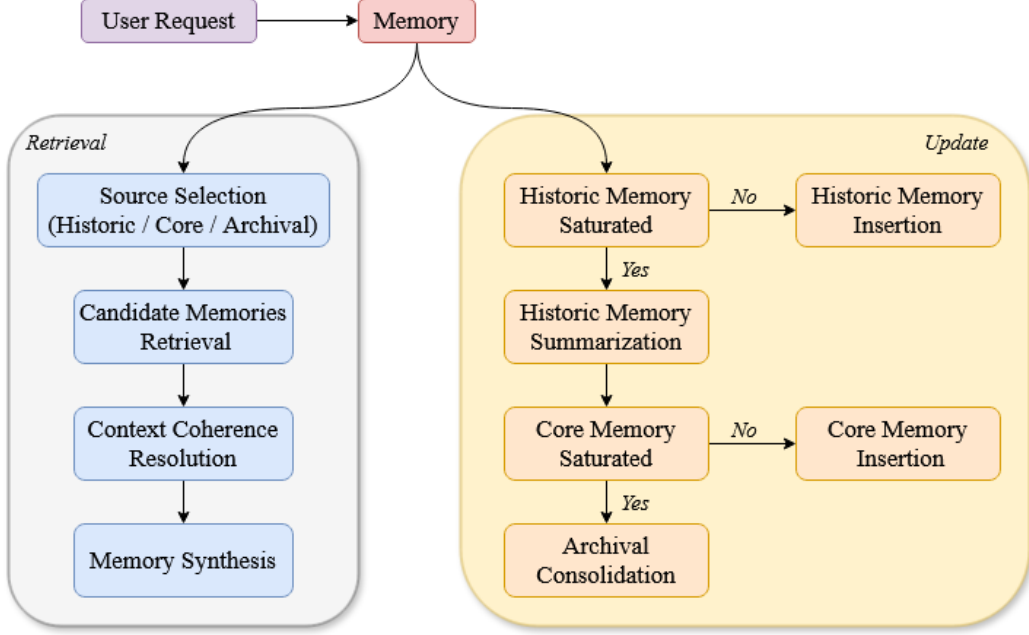 User Request
Memory
Retrieval
Source Selection
(Historic / Core / Archival)
Candidate Memories
Retrieval
Context Coherence
Resolution
Memory Synthesis
Update
Historic Memory
Saturated
No
Historic Memory
Insertion
Yes
Historic Memory
Summarization
Core Memory
Saturated
No
Core Memory
Insertion
Yes
Archival
Consolidation